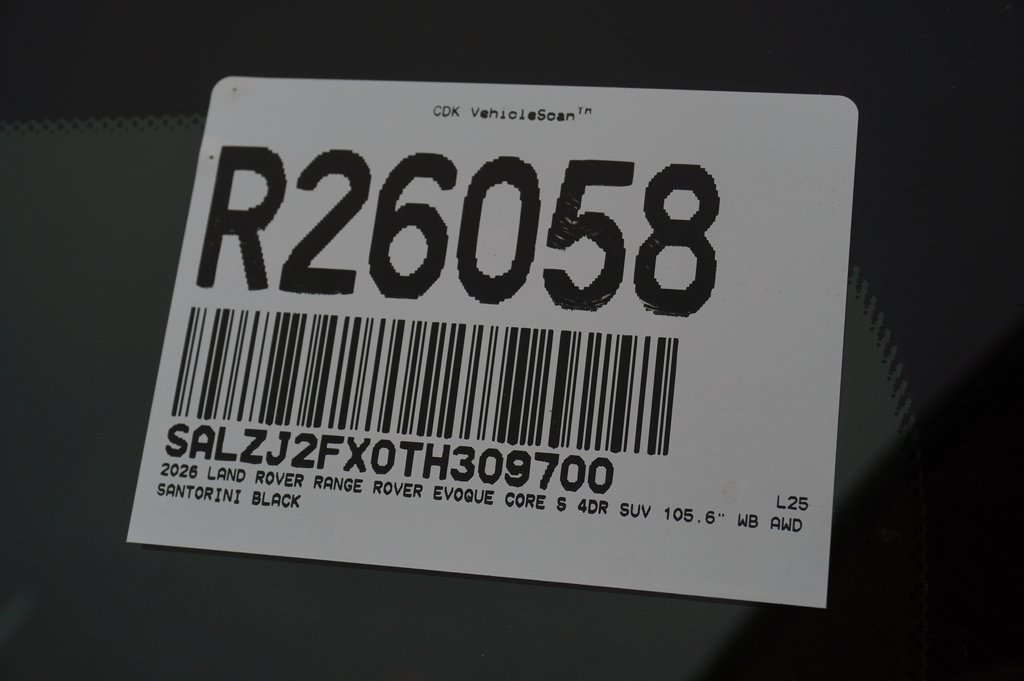 CDK VehicleScan™
R26058
SALZJ2FX0TH309700
2026 LAND ROVER RANGE ROVER EVOQUE CORE S 4DR SUV 105.6" WB AWD
L25
SANTORINI BLACK